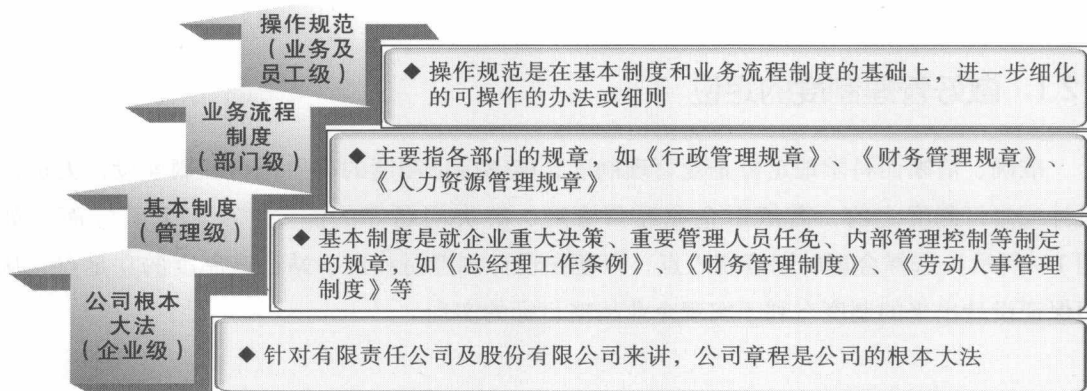 操作规范
（业务及
员工级）
◆ 操作规范是在基本制度和业务流程制度的基础上，进一步细化
的可操作的办法或细则
业务流程
制度
（部门级）
◆ 主要指各部门的规章，如《行政管理规章》、《财务管理规章》、
《人力资源管理规章》
基本制度
（管理级）
◆ 基本制度是就企业重大决策、重要管理人员任免、内部管理控制等制定
的规章，如《总经理工作条例》、《财务管理制度》、《劳动人事管理
制度》等
公司根本
大法
（企业级）
◆ 针对有限责任公司及股份有限公司来讲，公司章程是公司的根本大法